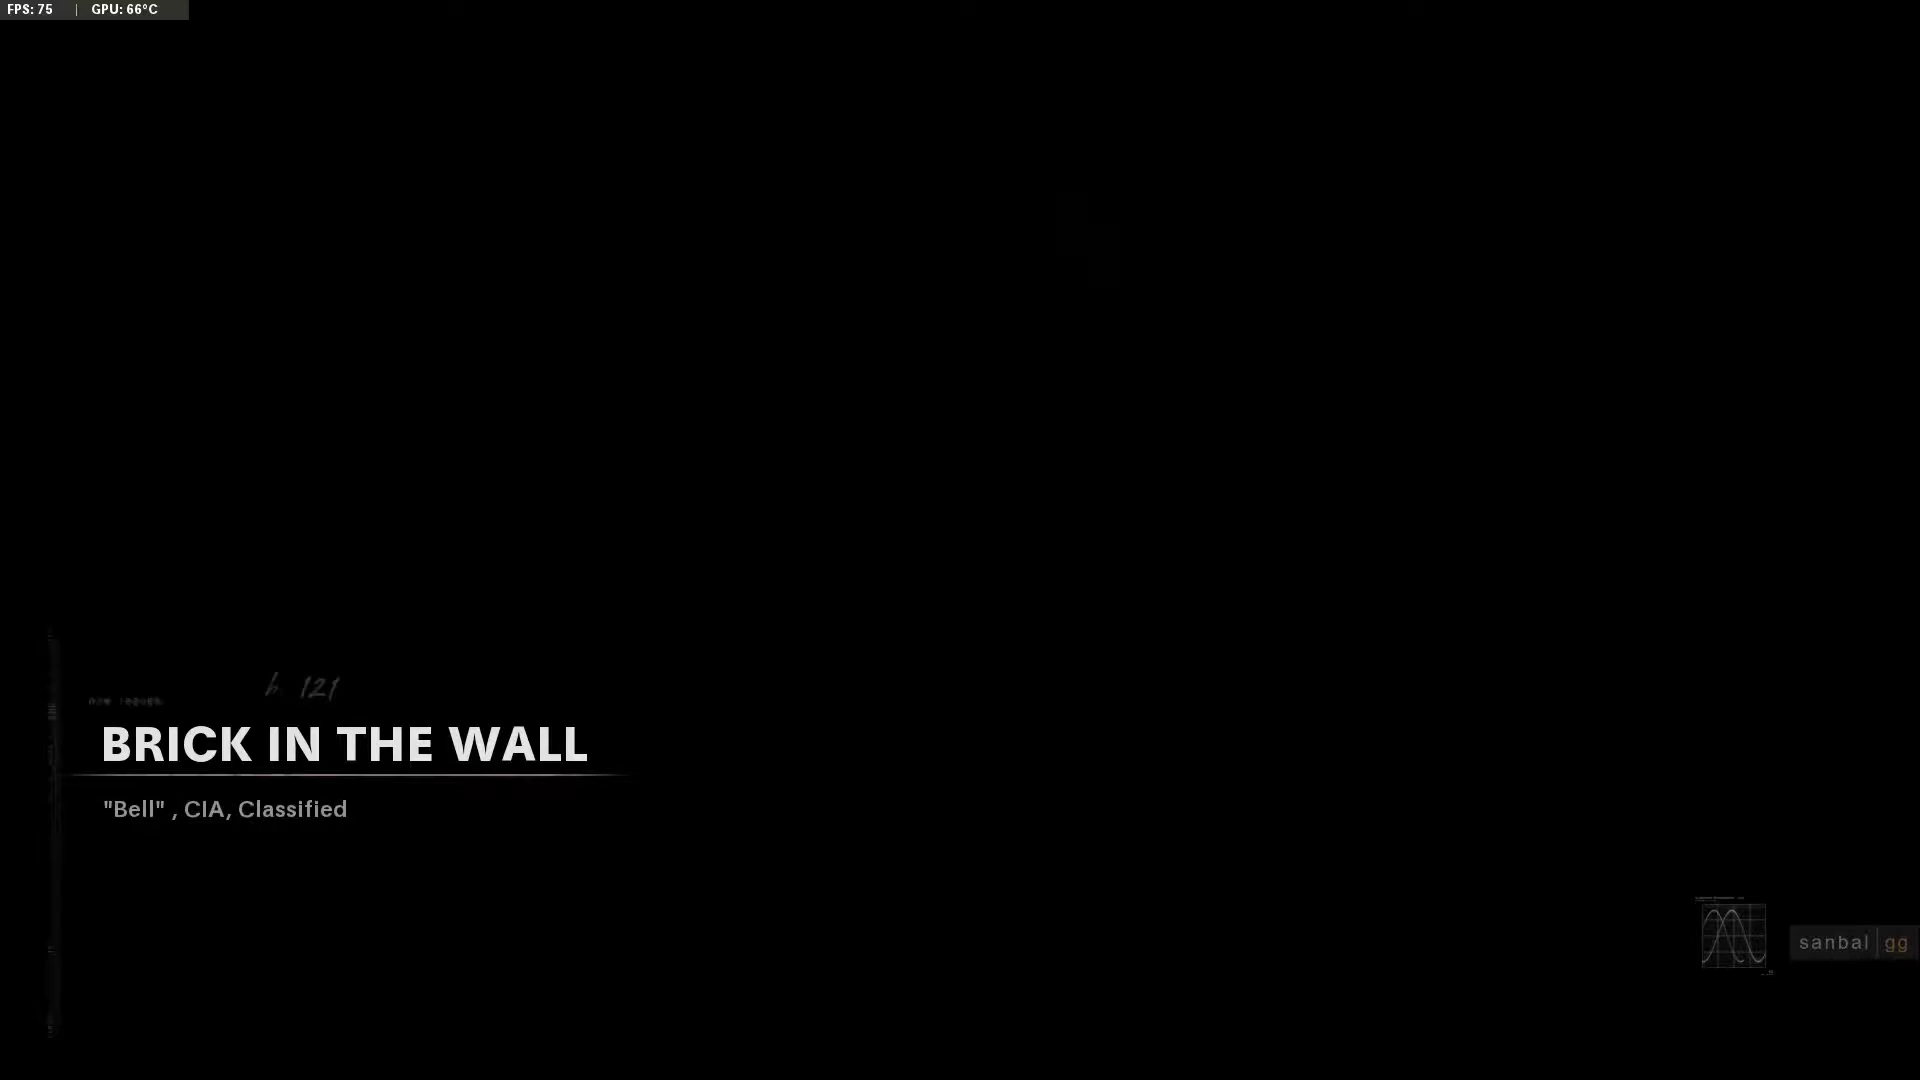 FPS: 75 | GPU: 66°C
121
BRICK IN THE WALL
"Bell" , CIA, Classified
sanbal|gg